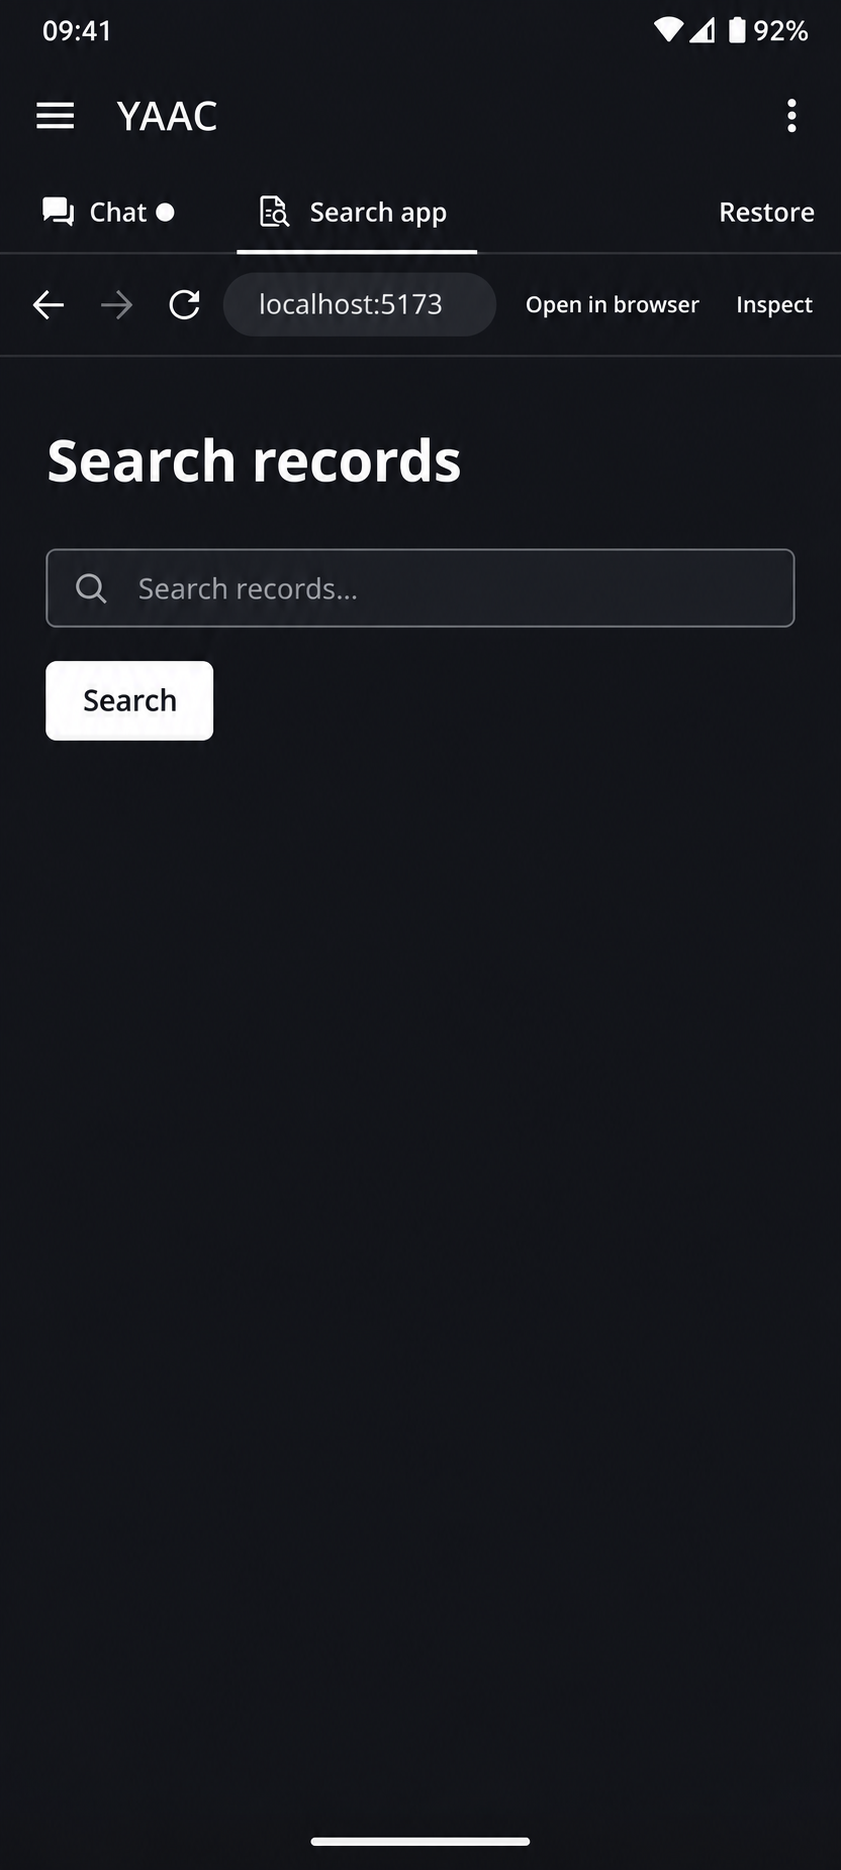 09:41 92%
YAAC
Chat Search app Restore
localhost:5173 Open in browser Inspect
Search records
Search records...
Search